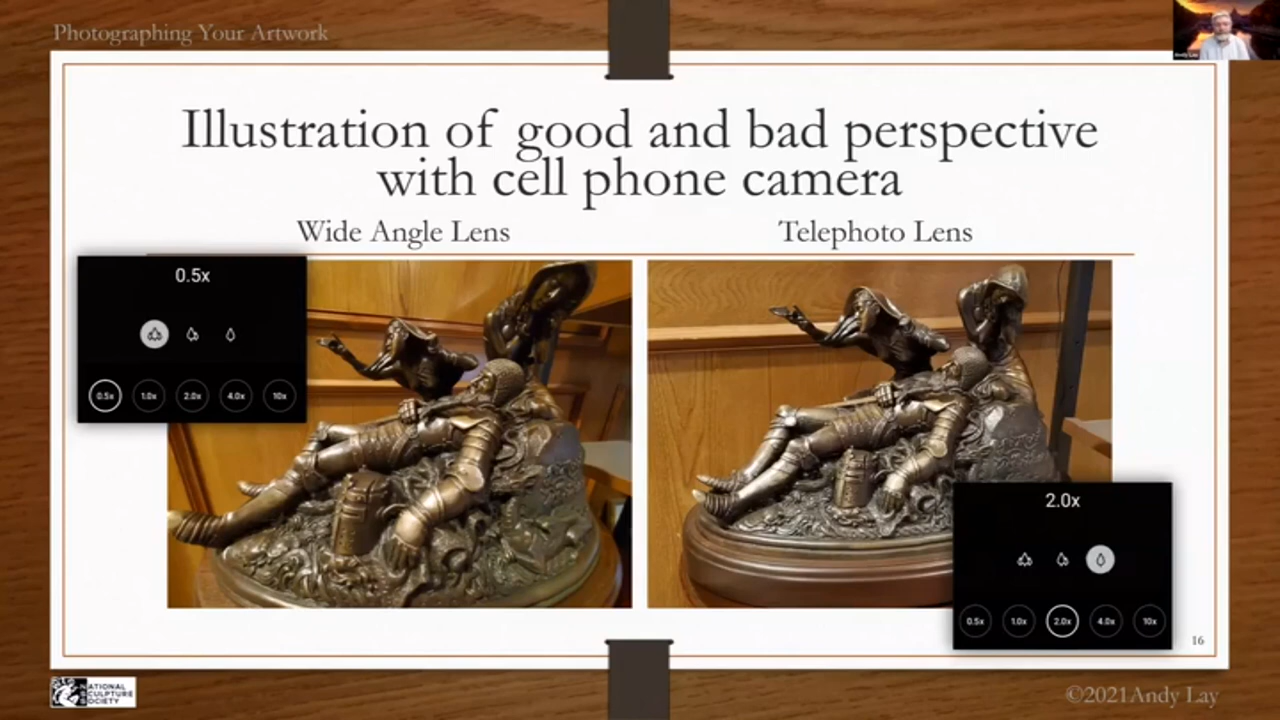 Photographing Your Artwork
Andy Lay
Illustration of good and bad perspective
with cell phone camera
Wide Angle Lens
Telephoto Lens
0.5x
0.5x 1.0x 2.0x 4.0x 10x
2.0x
0.5x 1.0x 2.0x 4.0x 10x
16
NATIONAL
SCULPTURE
SOCIETY
©2021Andy Lay